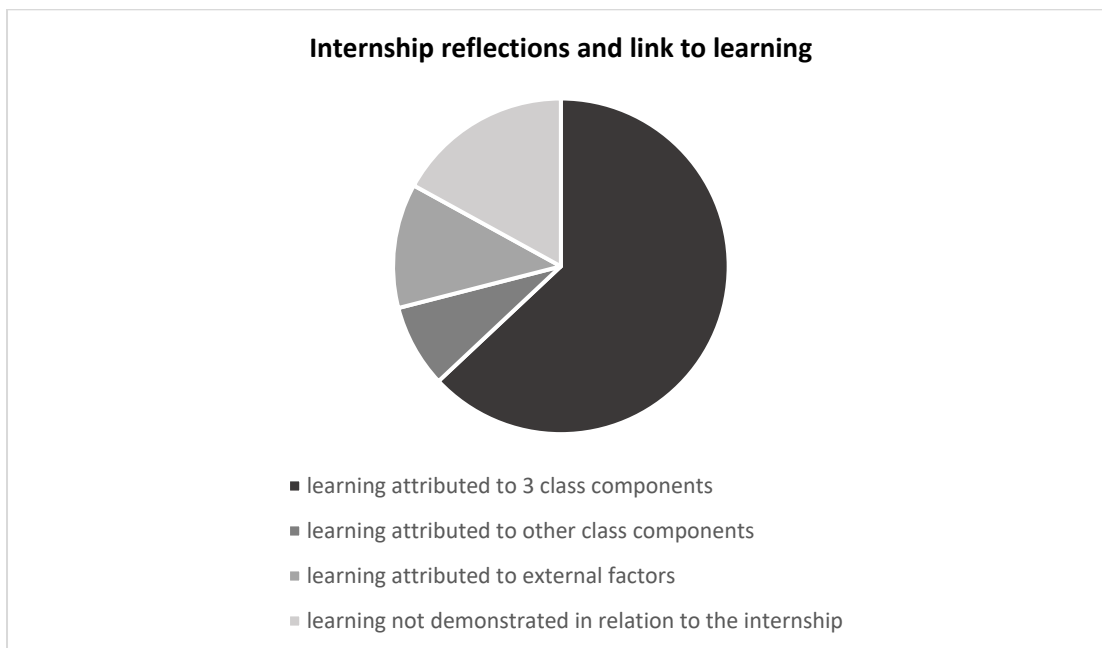 Internship reflections and link to learning
learning attributed to 3 class components
learning attributed to other class components
learning attributed to external factors
learning not demonstrated in relation to the internship